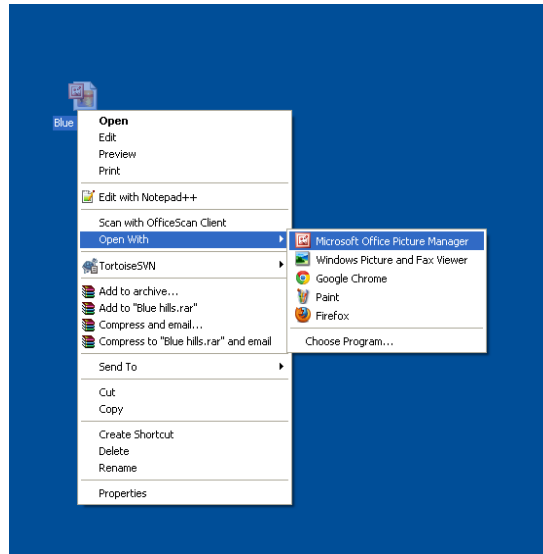 Blue
Open
Edit
Preview
Print
Edit with Notepad++
Scan with OfficeScan Client
Open With
TortoiseSVN
Add to archive...
Add to "Blue hills.rar"
Compress and email...
Compress to "Blue hills.rar" and email
Send To
Cut
Copy
Create Shortcut
Delete
Rename
Properties
Microsoft Office Picture Manager
Windows Picture and Fax Viewer
Google Chrome
Paint
Firefox
Choose Program...